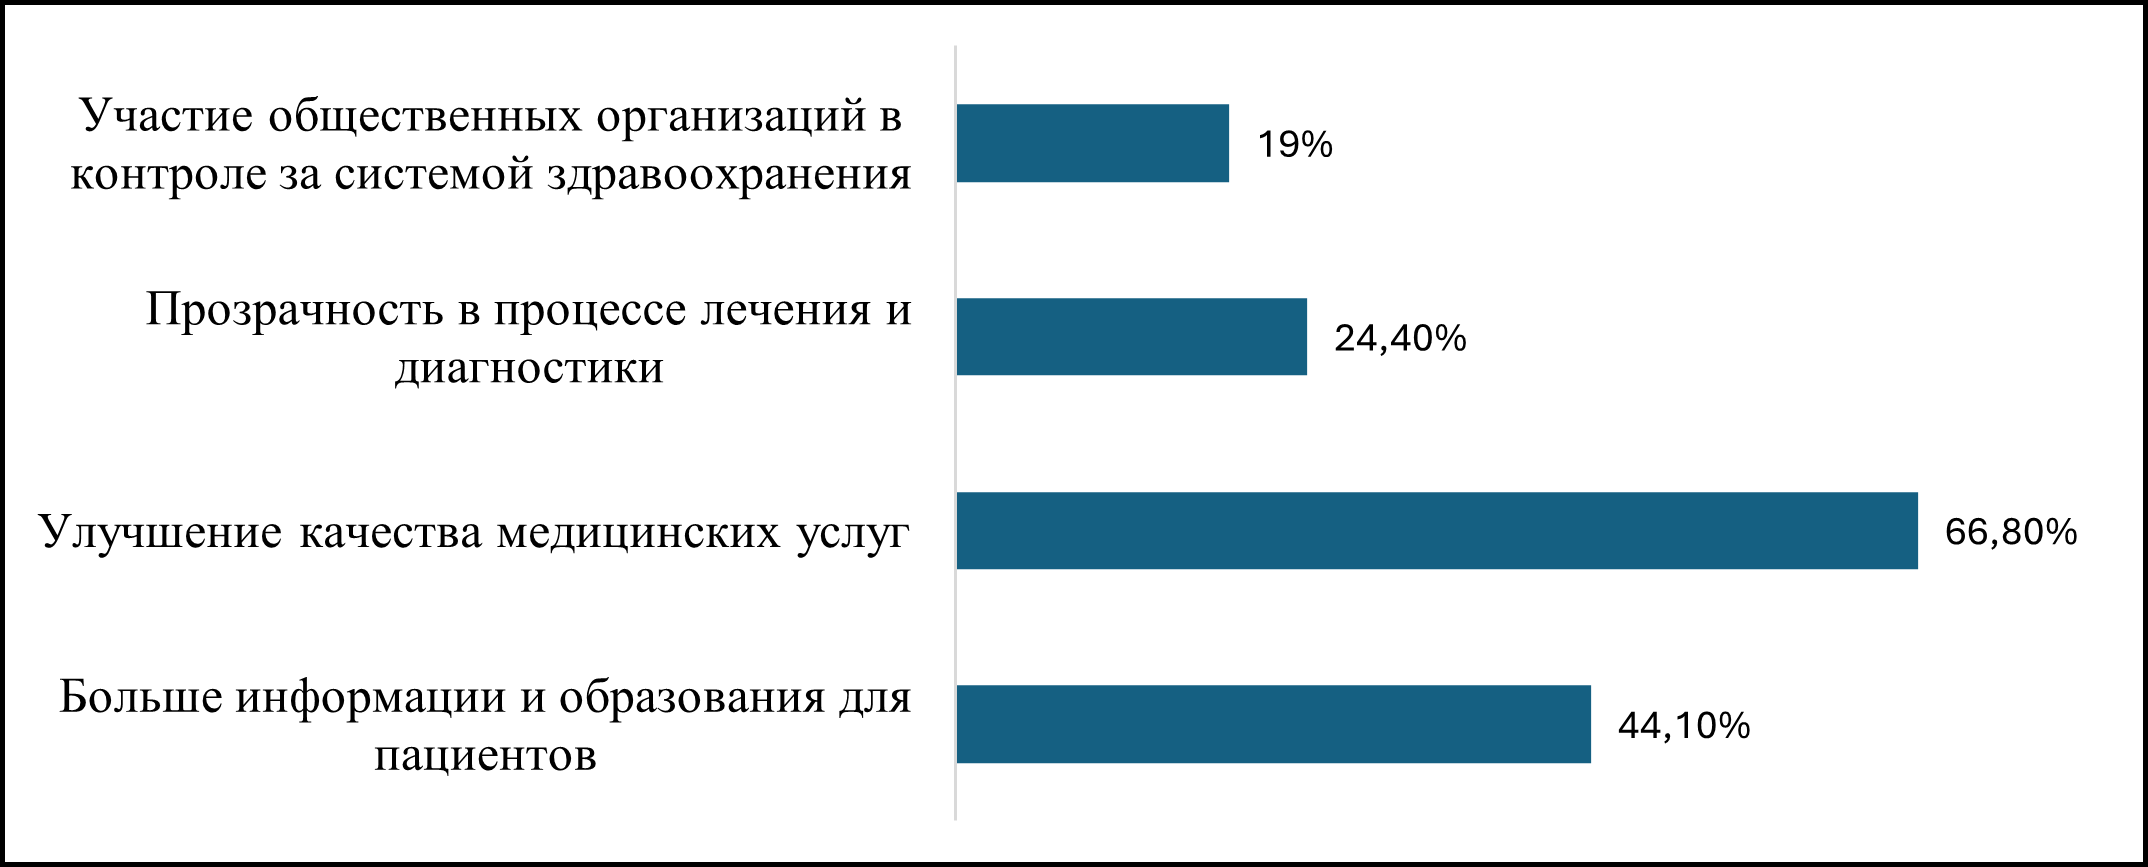 Участие общественных организаций в
контроле за системой здравоохранения
19%
Прозрачность в процессе лечения и
диагностики
24,40%
Улучшение качества медицинских услуг
66,80%
Больше информации и образования для
пациентов
44,10%